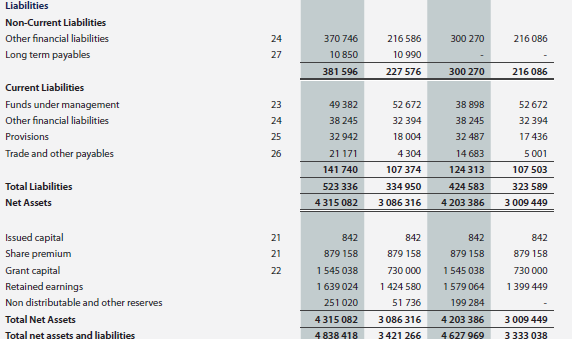 Liabilities
Non-Current Liabilities
Other financial liabilities 24 370 746 216 586 300 270 216 086
Long term payables 27 10 850 10 990 - -
381 596 227 576 300 270 216 086
Current Liabilities
Funds under management 23 49 382 52 672 38 898 52 672
Other financial liabilities 24 38 245 32 394 38 245 32 394
Provisions 25 32 942 18 004 32 487 17 436
Trade and other payables 26 21 171 4 304 14 683 5 001
141 740 107 374 124 313 107 503
Total Liabilities 523 336 334 950 424 583 323 589
Net Assets 4 315 082 3 086 316 4 203 386 3 009 449
Issued capital 21 842 842 842 842
Share premium 21 879 158 879 158 879 158 879 158
Grant capital 22 1 545 038 730 000 1 545 038 730 000
Retained earnings 1 639 024 1 424 580 1 579 064 1 399 449
Non distributable and other reserves 251 020 51 736 199 284 -
Total Net Assets 4 315 082 3 086 316 4 203 386 3 009 449
Total net assets and liabilities 4 838 418 3 421 266 4 627 969 3 333 038